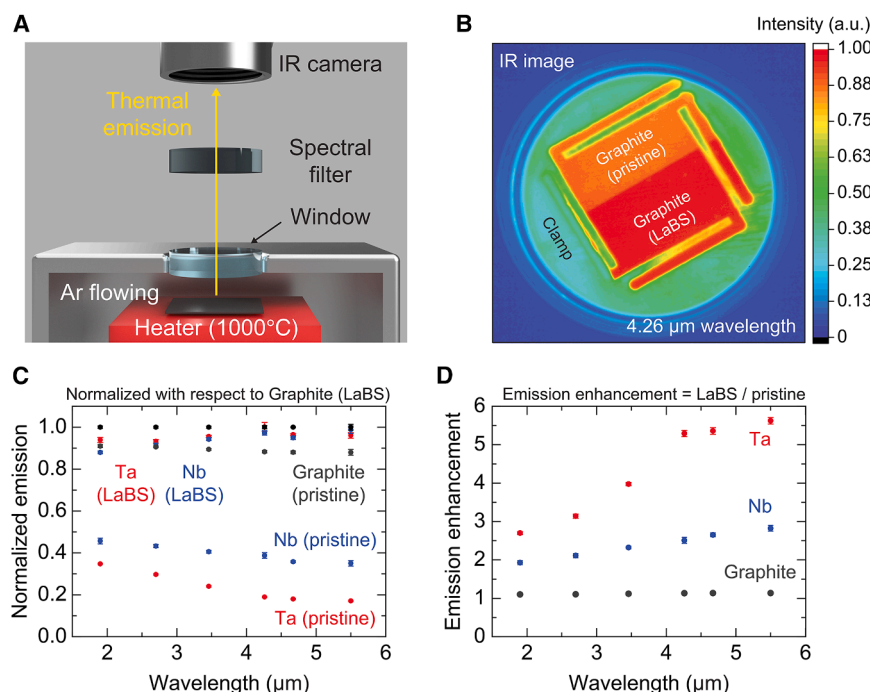 A
IR camera
Thermal
emission
Spectral
filter
Window
Ar flowing
Heater (1000°C)
B
Intensity (a.u.)
IR image
Graphite
(pristine)
Graphite
(LaBS)
Clamp
4.26 µm wavelength
1.00
0.88
0.75
0.63
0.50
0.38
0.25
0.13
0
C
Normalized with respect to Graphite (LaBS)
Normalized emission
1.0
0.8
0.6
0.4
0.2
0.0
Ta
(LaBS)
Nb
(LaBS)
Graphite
(pristine)
Nb (pristine)
Ta (pristine)
2 3 4 5 6
Wavelength (µm)
D
Emission enhancement = LaBS / pristine
Emission enhancement
6
5
4
3
2
1
0
Ta
Nb
Graphite
2 3 4 5 6
Wavelength (µm)